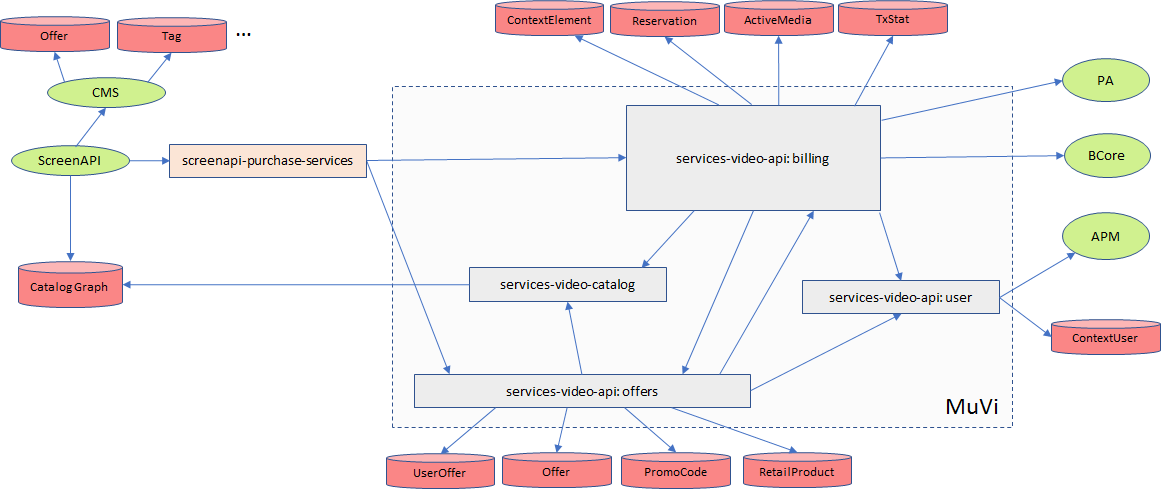 ContextElement
Reservation
ActiveMedia
TxStat
Offer
Tag
...
CMS
PA
ScreenAPI
screenapi-purchase-services
services-video-api: billing
BCore
APM
Catalog Graph
services-video-catalog
services-video-api: user
ContextUser
services-video-api: offers
MuVi
UserOffer
Offer
PromoCode
RetailProduct